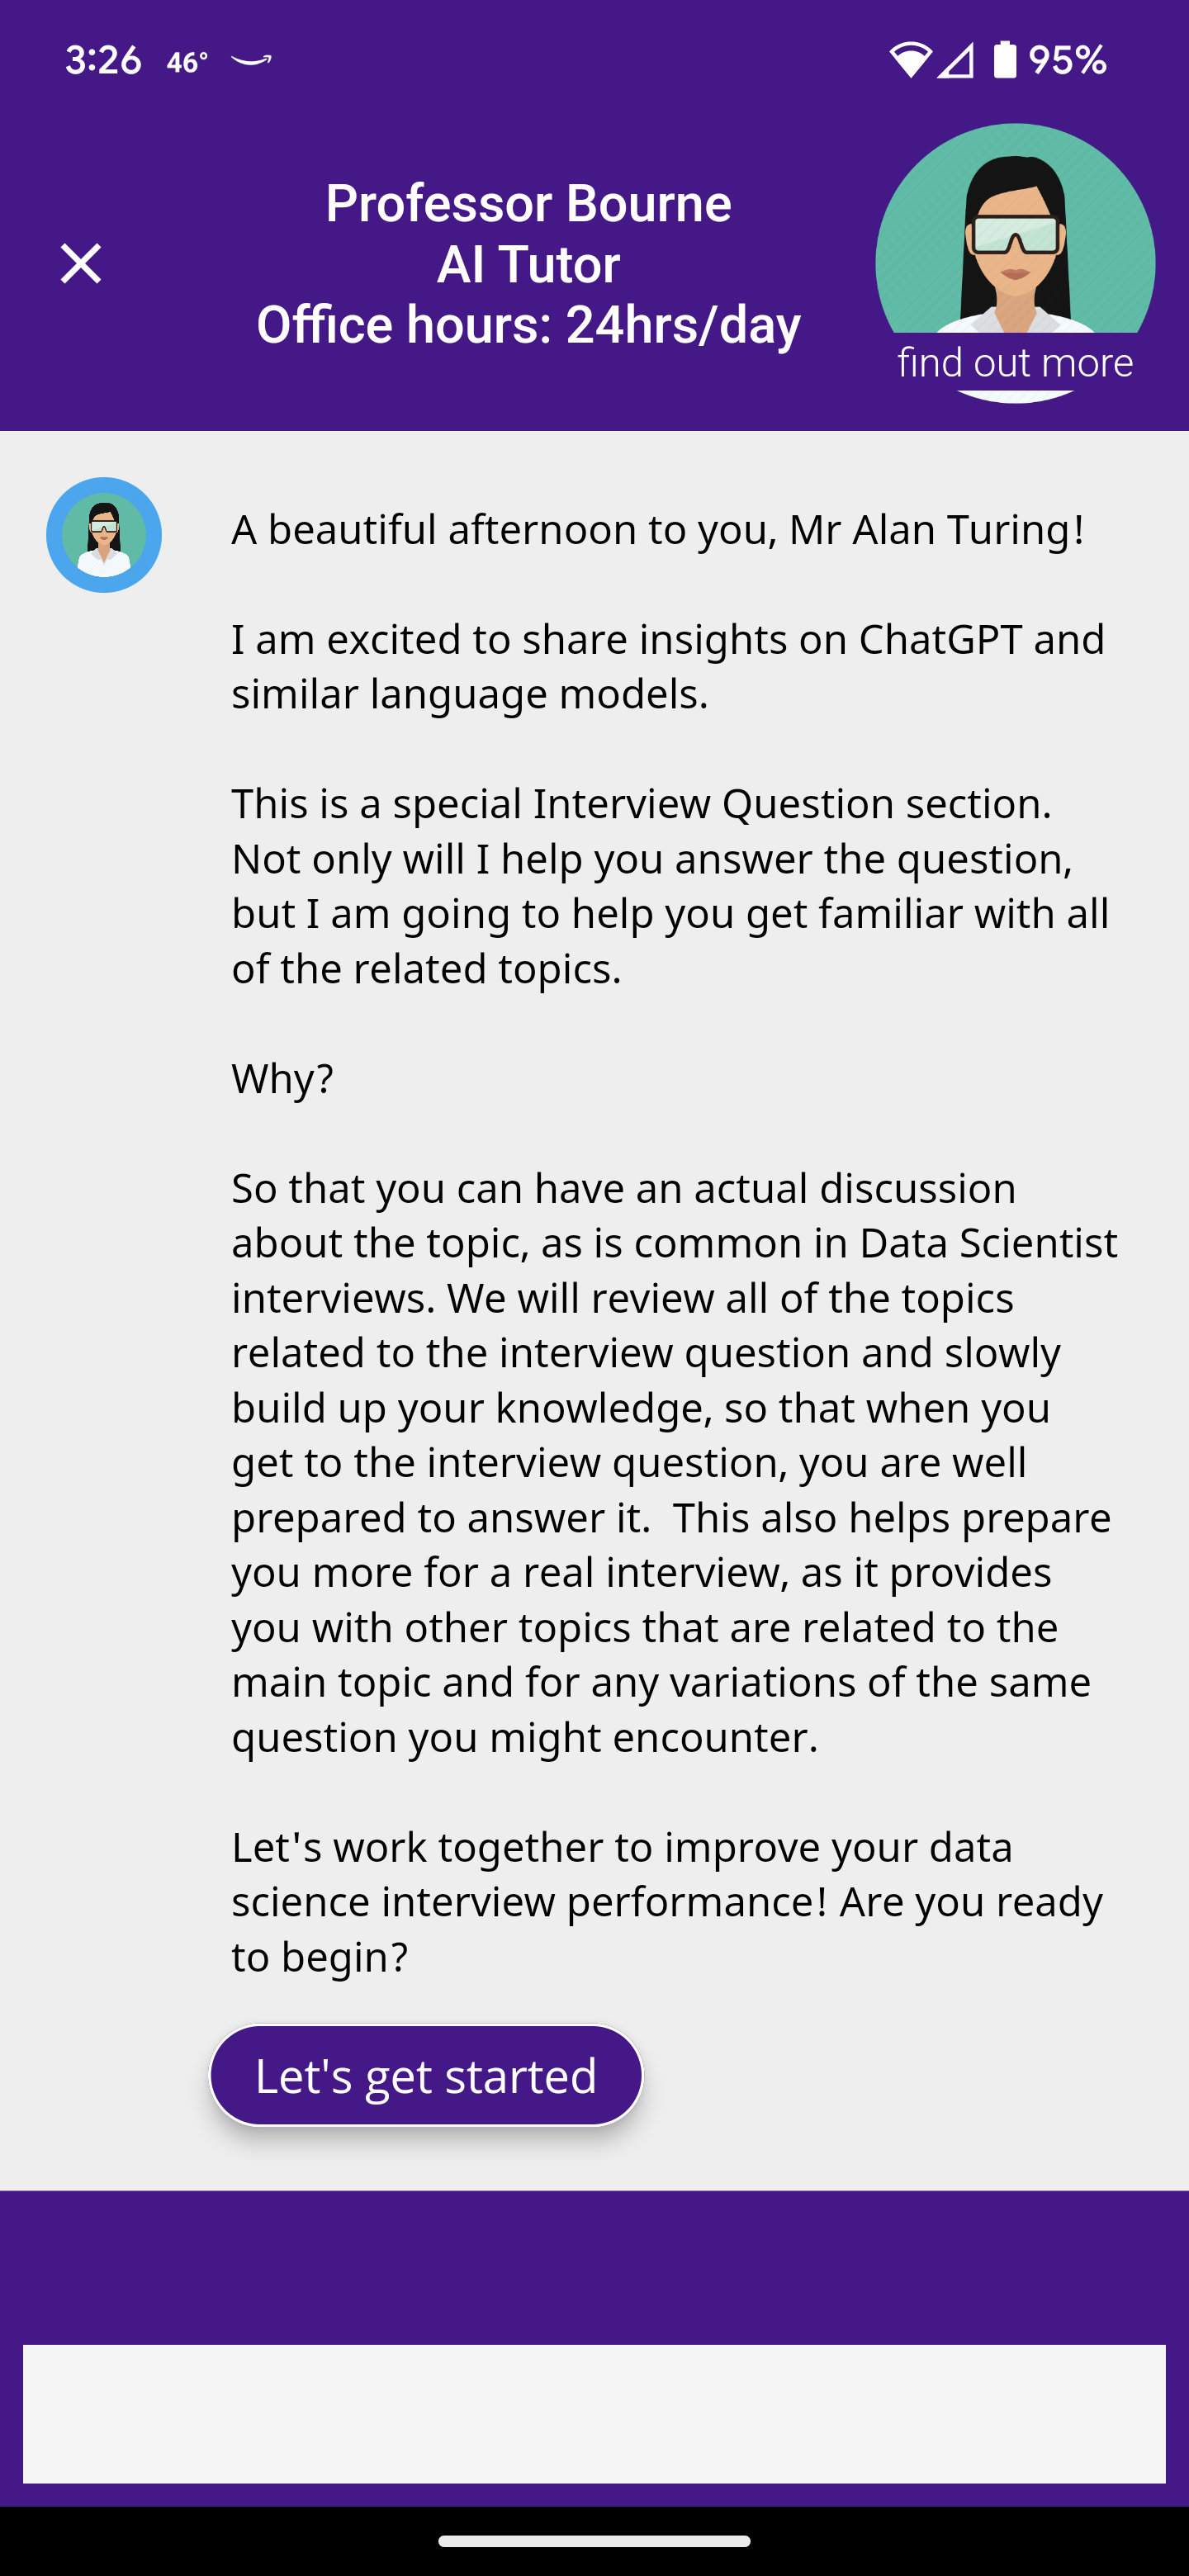 3:26 46° 95%
Professor Bourne
AI Tutor
Office hours: 24hrs/day
find out more
A beautiful afternoon to you, Mr Alan Turing!
I am excited to share insights on ChatGPT and
similar language models.
This is a special Interview Question section.
Not only will I help you answer the question,
but I am going to help you get familiar with all
of the related topics.
Why?
So that you can have an actual discussion
about the topic, as is common in Data Scientist
interviews. We will review all of the topics
related to the interview question and slowly
build up your knowledge, so that when you
get to the interview question, you are well
prepared to answer it.  This also helps prepare
you more for a real interview, as it provides
you with other topics that are related to the
main topic and for any variations of the same
question you might encounter.
Let's work together to improve your data
science interview performance! Are you ready
to begin?
Let's get started